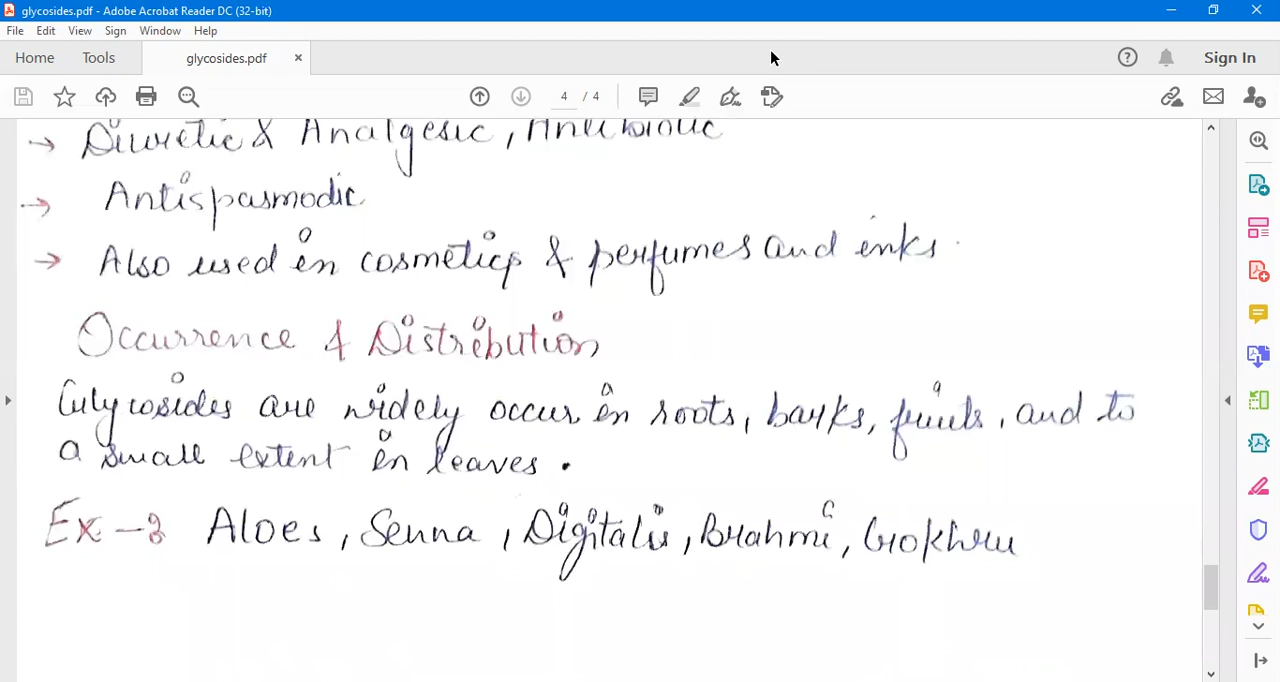 glycosides.pdf - Adobe Acrobat Reader DC (32-bit)
File Edit View Sign Window Help
Home Tools glycosides.pdf × Sign In
4 / 4
→ Diuretic & Analgesic, Antibiotic
→ Antispasmodic
→ Also used in cosmetics & perfumes and inks.
Occurrence & Distribution
Glycosides are widely occur in roots, barks, fruits, and to
a small extent in leaves.
Ex - Aloes, Senna, Digitalis, Brahmi, Gokhru